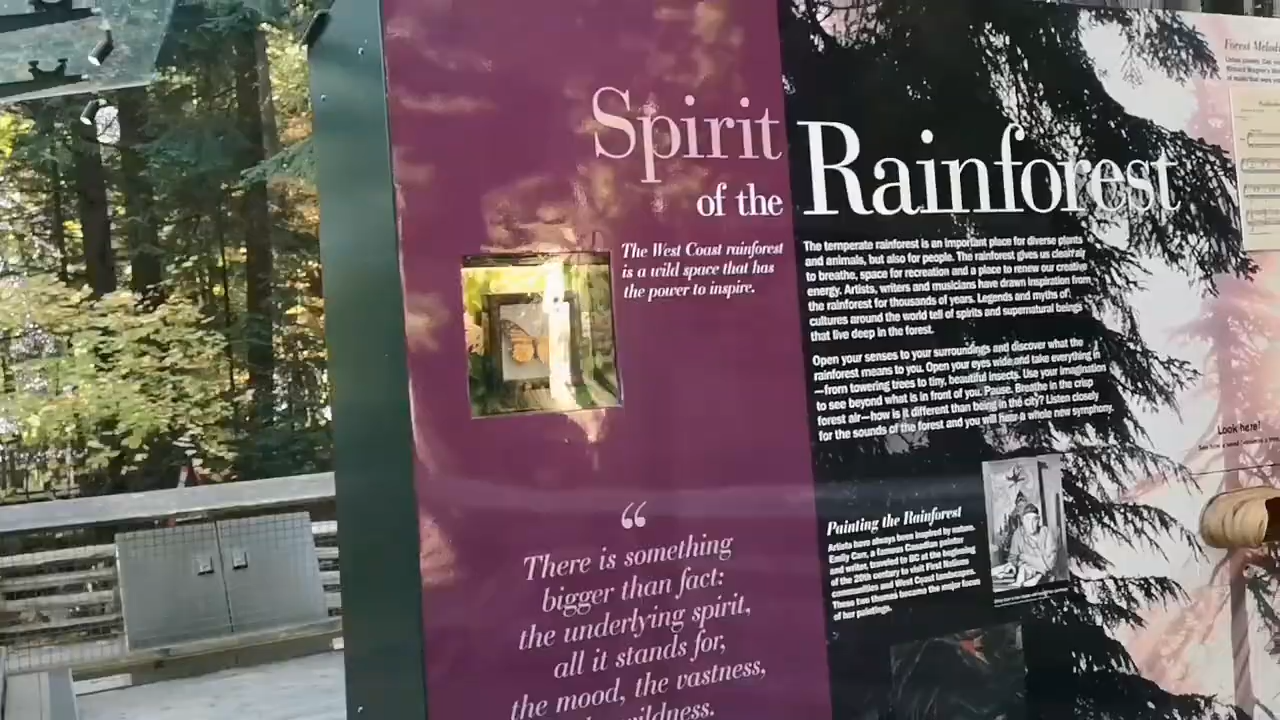 Spirit
of the
Rainforest
The West Coast rainforest
is a wild space that has
the power to inspire.
The temperate rainforest is an important place for diverse plants
and animals, but also for people. The rainforest gives us clean air
to breathe, space for recreation and a place to renew our creative
energy. Artists, writers and musicians have drawn inspiration from
the rainforest for thousands of years. Legends and myths of
cultures around the world tell of spirits and supernatural beings
that live deep in the forest.
Open your senses to your surroundings and discover what the
rainforest means to you. Open your eyes wide and take everything in
—from towering trees to tiny, beautiful insects. Use your imagination
to see beyond what is in front of you. Pause. Breathe in the crisp
forest air—how is it different than being in the city? Listen closely
for the sounds of the forest and you will hear a whole new symphony.
“
There is something
bigger than fact:
the underlying spirit,
all it stands for,
the mood, the vastness,
wildness.
Painting the Rainforest
Artists have always been inspired by nature.
Emily Carr, a famous Canadian painter
and writer, traveled to BC at the beginning
of the 20th century to visit First Nations
communities and West Coast landscapes.
These two themes became the major focus
of her paintings.
Forest Melod
Look here!